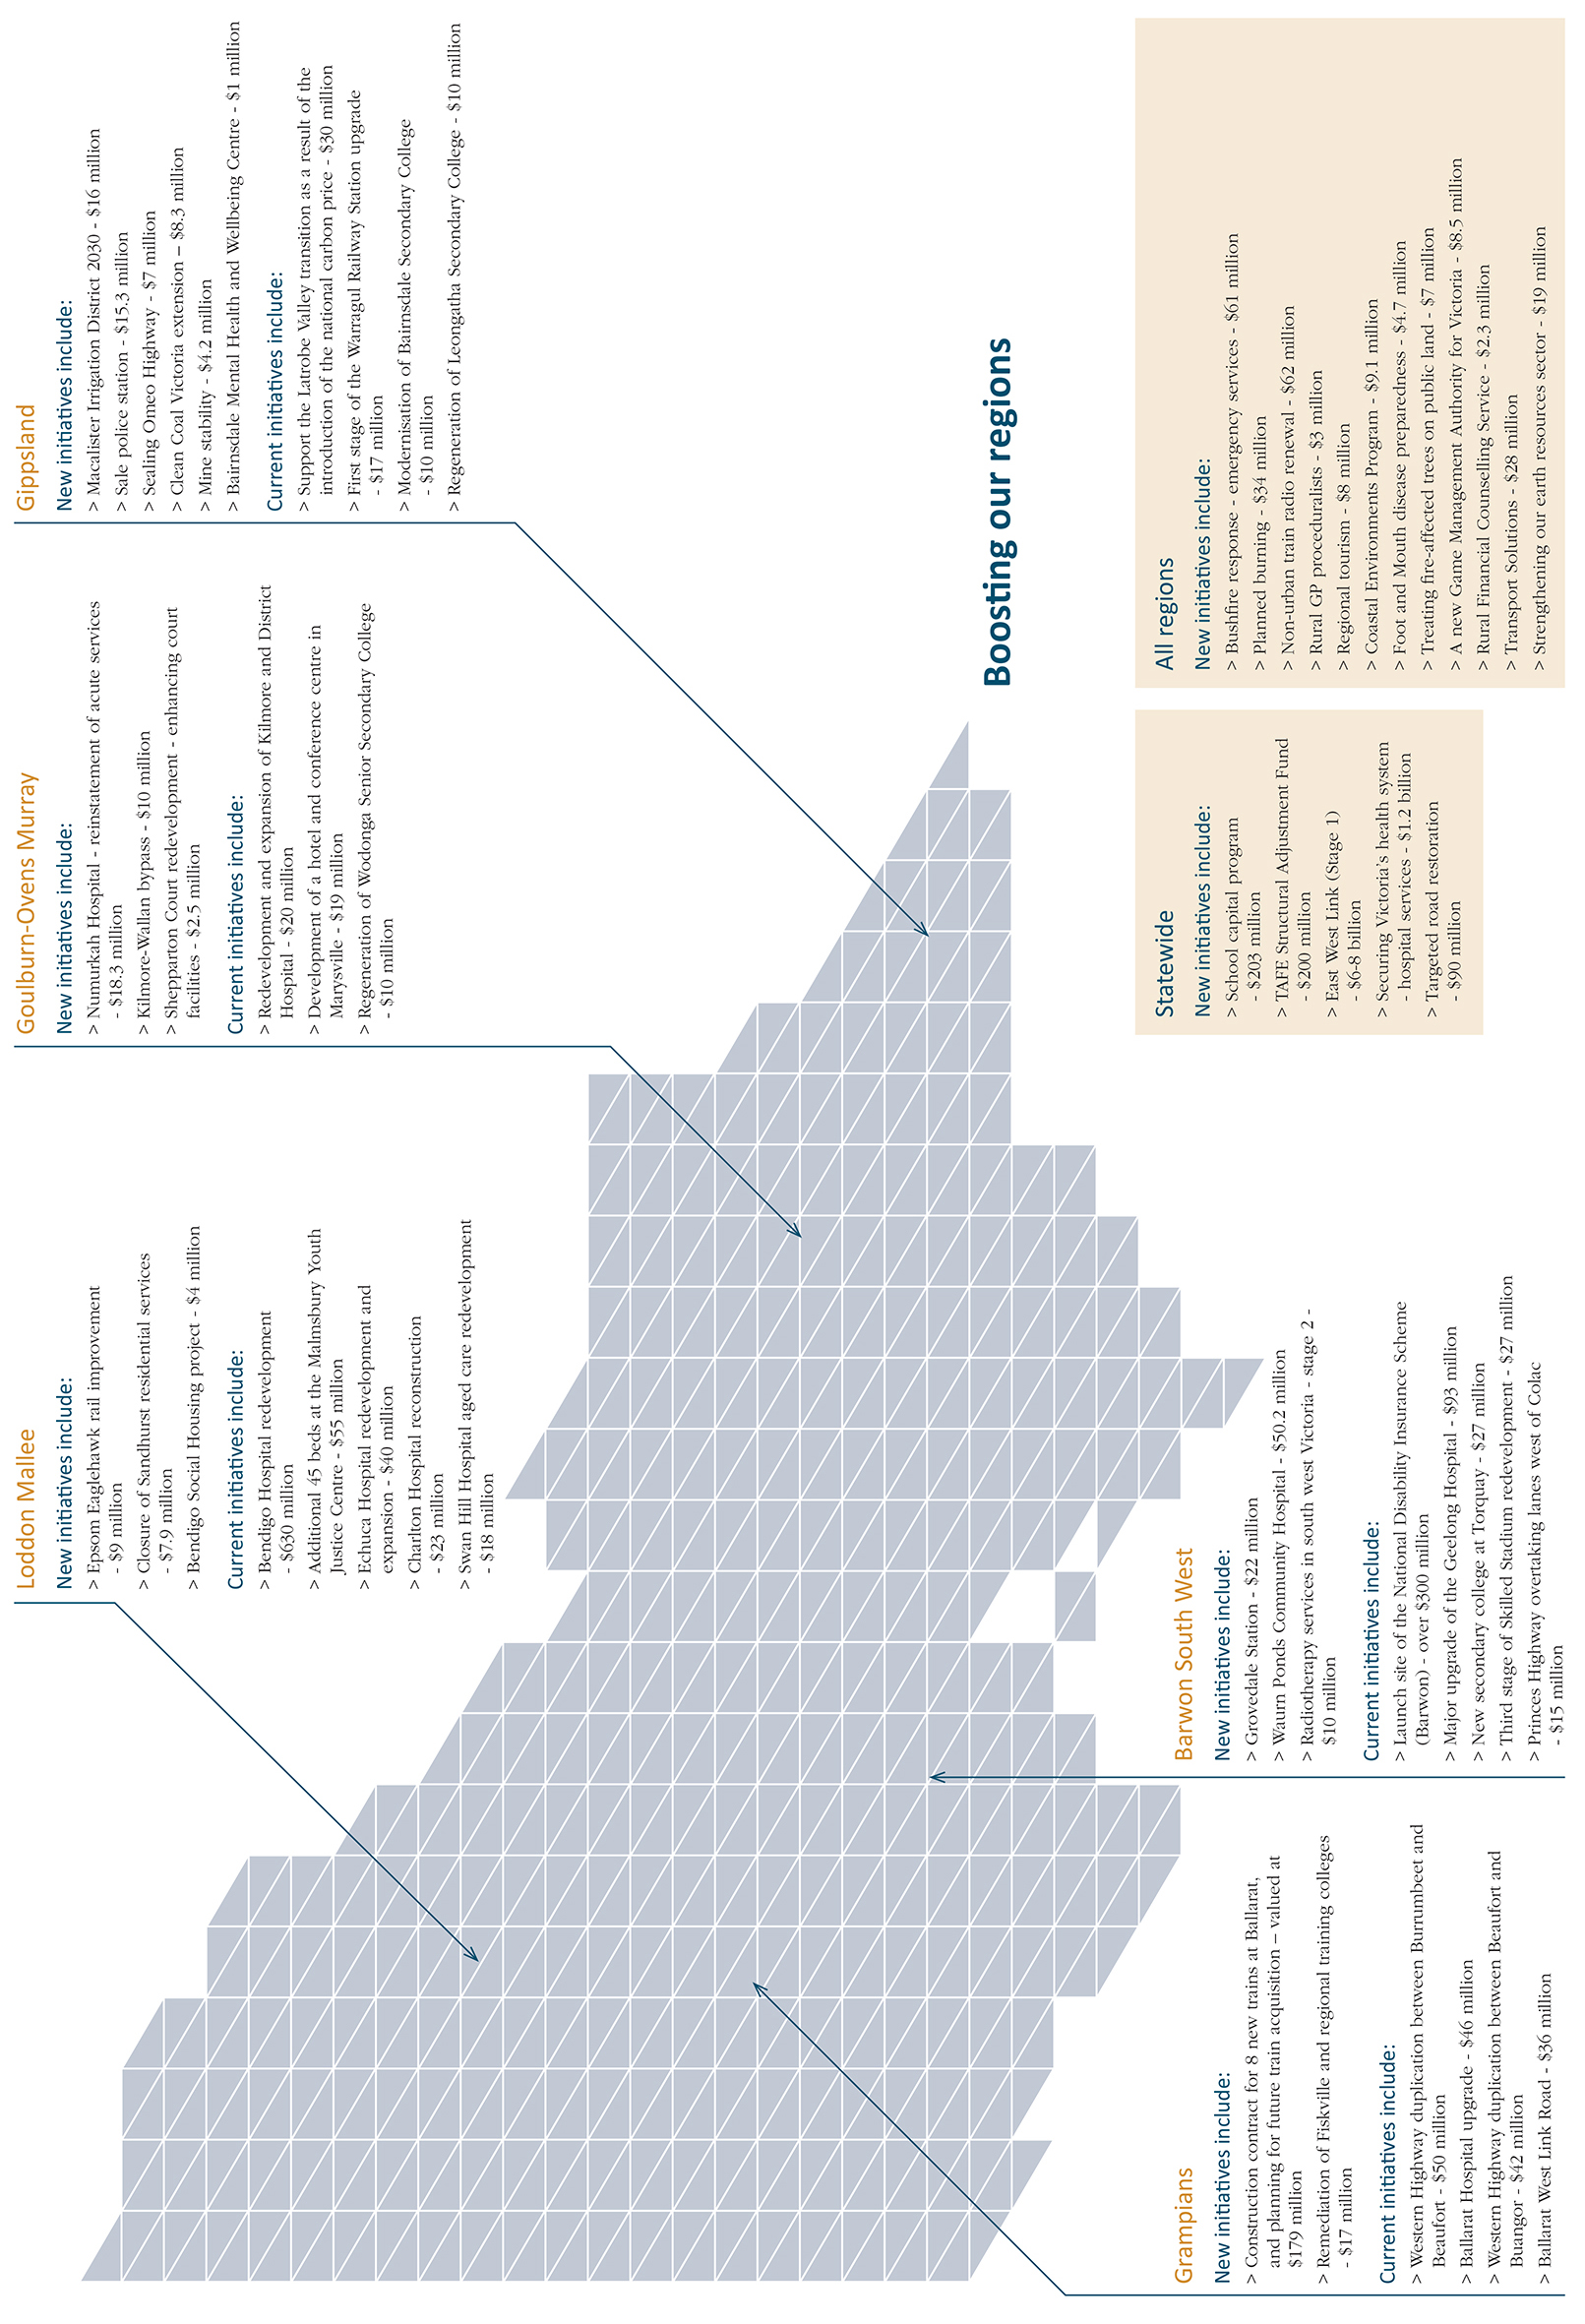 Loddon Mallee
New initiatives include:
> Epsom Eaglehawk rail improvement
- $9 million
> Closure of Sandhurst residential services
- $7.9 million
> Bendigo Social Housing project - $4 million
Current initiatives include:
> Bendigo Hospital redevelopment
- $630 million
> Additional 45 beds at the Malmsbury Youth
Justice Centre - $55 million
> Echuca Hospital redevelopment and
expansion - $40 million
> Charlton Hospital reconstruction
- $23 million
> Swan Hill Hospital aged care redevelopment
- $18 million
Goulburn-Ovens Murray
New initiatives include:
> Numurkah Hospital - reinstatement of acute services
- $18.3 million
> Kilmore-Wallan bypass - $10 million
> Shepparton Court redevelopment - enhancing court
facilities - $2.5 million
Current initiatives include:
> Redevelopment and expansion of Kilmore and District
Hospital - $20 million
> Development of a hotel and conference centre in
Marysville - $19 million
> Regeneration of Wodonga Senior Secondary College
- $10 million
Gippsland
New initiatives include:
> Macalister Irrigation District 2030 - $16 million
> Sale police station - $15.3 million
> Sealing Omeo Highway - $7 million
> Clean Coal Victoria extension – $8.3 million
> Mine stability - $4.2 million
> Bairnsdale Mental Health and Wellbeing Centre - $1 million
Current initiatives include:
> Support the Latrobe Valley transition as a result of the
introduction of the national carbon price - $30 million
> First stage of the Warragul Railway Station upgrade
- $17 million
> Modernisation of Bairnsdale Secondary College
- $10 million
> Regeneration of Leongatha Secondary College - $10 million
Boosting our regions
Grampians
New initiatives include:
> Construction contract for 8 new trains at Ballarat,
and planning for future train acquisition – valued at
$179 million
> Remediation of Fiskville and regional training colleges
- $17 million
Current initiatives include:
> Western Highway duplication between Burrumbeet and
Beaufort - $50 million
> Ballarat Hospital upgrade - $46 million
> Western Highway duplication between Beaufort and
Buangor - $42 million
> Ballarat West Link Road - $36 million
Barwon South West
New initiatives include:
> Grovedale Station - $22 million
> Waurn Ponds Community Hospital - $50.2 million
> Radiotherapy services in south west Victoria - stage 2 -
$10 million
Current initiatives include:
> Launch site of the National Disability Insurance Scheme
(Barwon) - over $300 million
> Major upgrade of the Geelong Hospital - $93 million
> New secondary college at Torquay - $27 million
> Third stage of Skilled Stadium redevelopment - $27 million
> Princes Highway overtaking lanes west of Colac
- $15 million
Statewide
New initiatives include:
> School capital program
- $203 million
> TAFE Structural Adjustment Fund
- $200 million
> East West Link (Stage 1)
- $6-8 billion
> Securing Victoria's health system
- hospital services - $1.2 billion
> Targeted road restoration
- $90 million
All regions
New initiatives include:
> Bushfire response - emergency services - $61 million
> Planned burning - $34 million
> Non-urban train radio renewal - $62 million
> Rural GP proceduralists - $3 million
> Regional tourism - $8 million
> Coastal Environments Program - $9.1 million
> Foot and Mouth disease preparedness - $4.7 million
> Treating fire-affected trees on public land - $7 million
> A new Game Management Authority for Victoria - $8.5 million
> Rural Financial Counselling Service - $2.3 million
> Transport Solutions - $28 million
> Strengthening our earth resources sector - $19 million